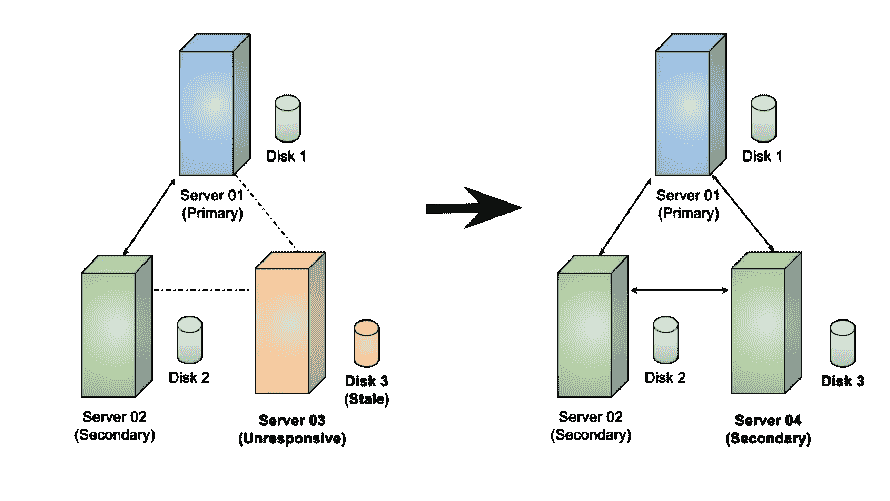 Disk 1
Server 01
(Primary)
Disk 2
Server 02
(Secondary)
Disk 3
(Stale)
Server 03
(Unresponsive)
Disk 1
Server 01
(Primary)
Disk 2
Server 02
(Secondary)
Disk 3
Server 04
(Secondary)